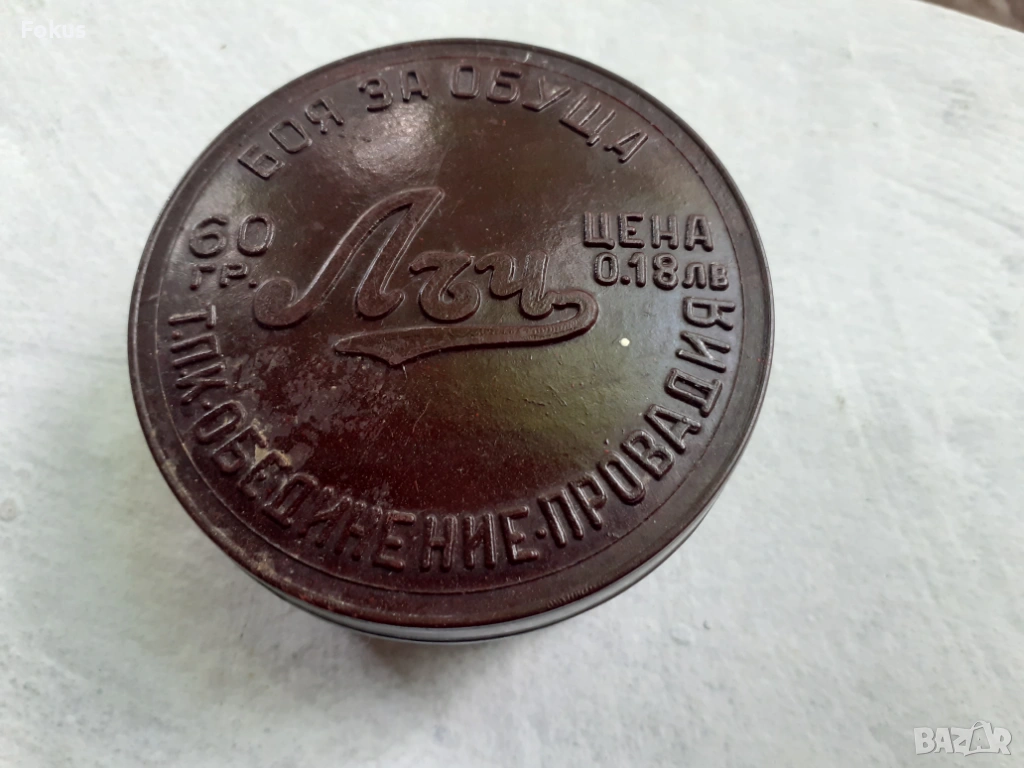 Fokus
БОЯ ЗА ОБУЩА
60 ГР.
Лъч
ЦЕНА
0.18 ЛВ
ТПК·ОБЕДИНЕНИЕ·ПРОВАДИЯ
BAZAR